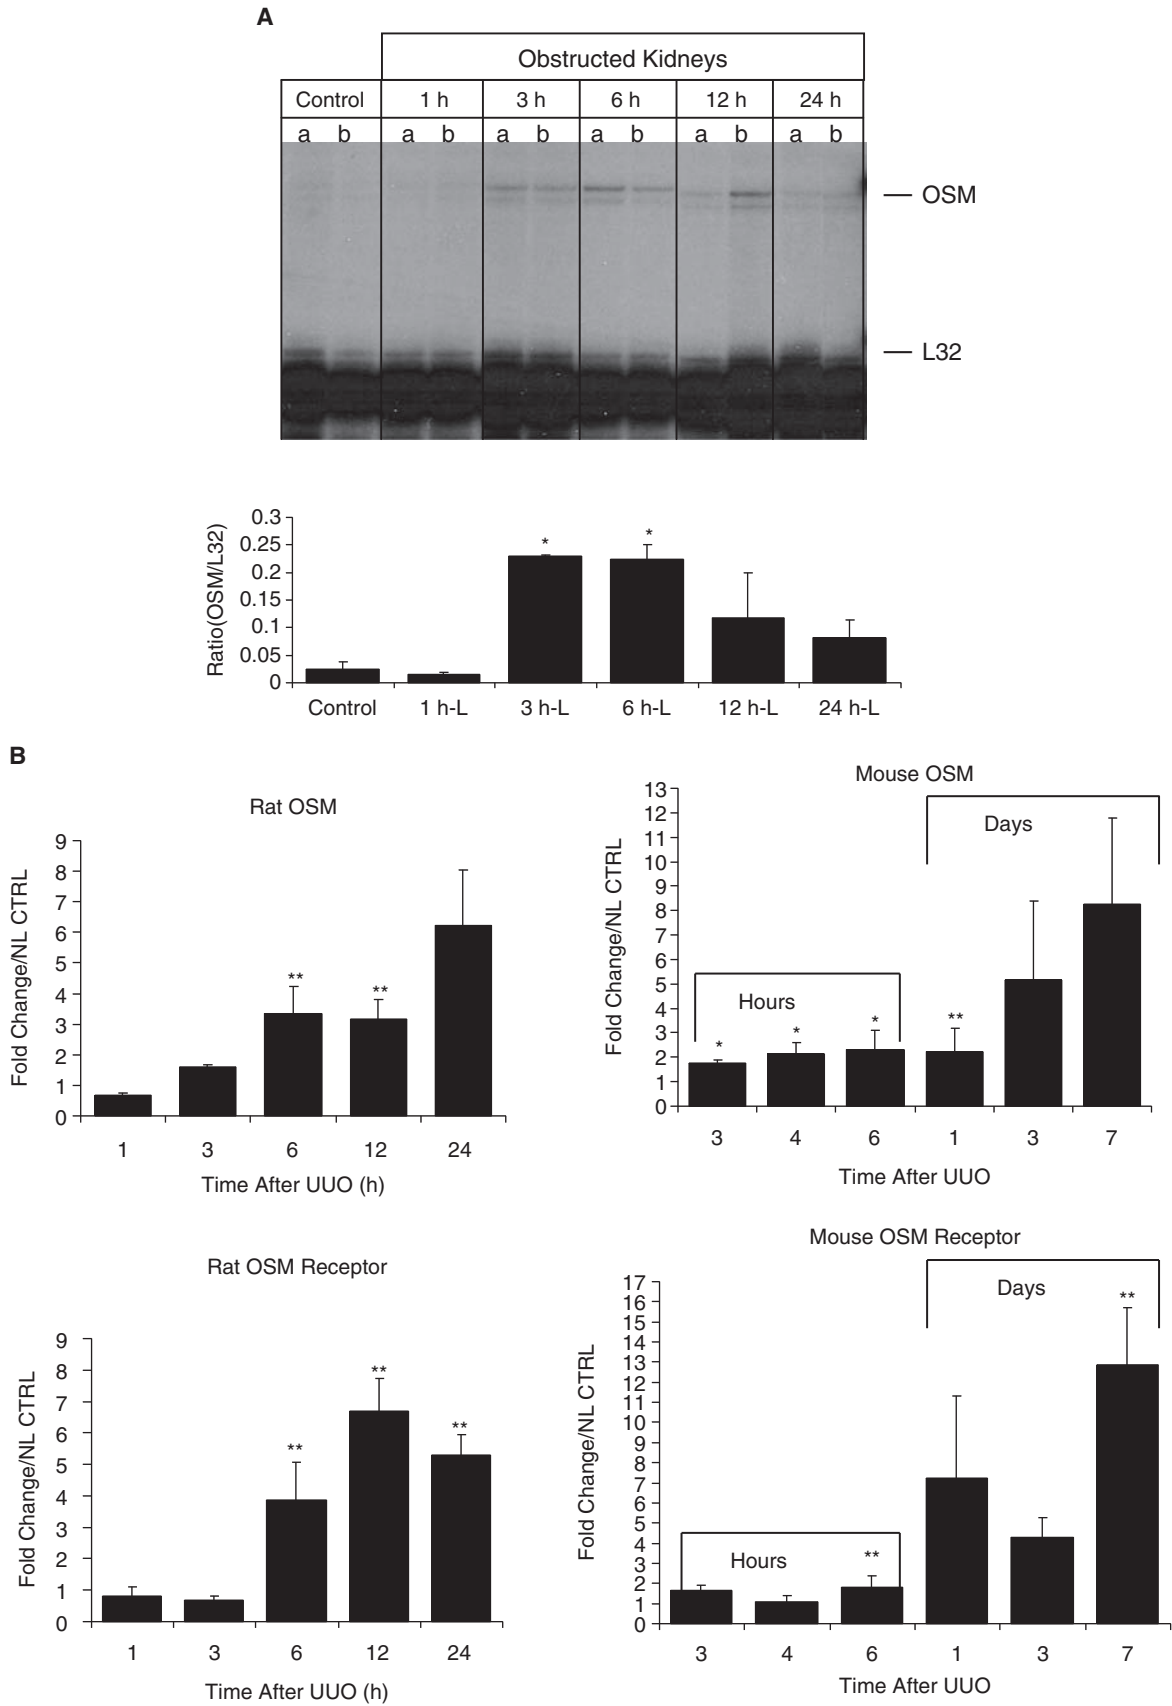 A
Obstructed Kidneys
Control 1 h 3 h 6 h 12 h 24 h
a b a b a b a b a b a b
OSM
L32
Ratio(OSM/L32)
0.3
0.25
0.2
0.15
0.1
0.05
0
* *
Control 1 h-L 3 h-L 6 h-L 12 h-L 24 h-L
B
Rat OSM
Fold Change/NL CTRL
9
8
7
6
5
4
3
2
1
0
** **
1 3 6 12 24
Time After UUO (h)
Mouse OSM
Fold Change/NL CTRL
13
12
11
10
9
8
7
6
5
4
3
2
1
0
Days
Hours
* * * **
3 4 6 1 3 7
Time After UUO
Rat OSM Receptor
Fold Change/NL CTRL
9
8
7
6
5
4
3
2
1
0
** ** **
1 3 6 12 24
Time After UUO (h)
Mouse OSM Receptor
Fold Change/NL CTRL
17
16
15
14
13
12
11
10
9
8
7
6
5
4
3
2
1
0
Days
Hours
** **
3 4 6 1 3 7
Time After UUO